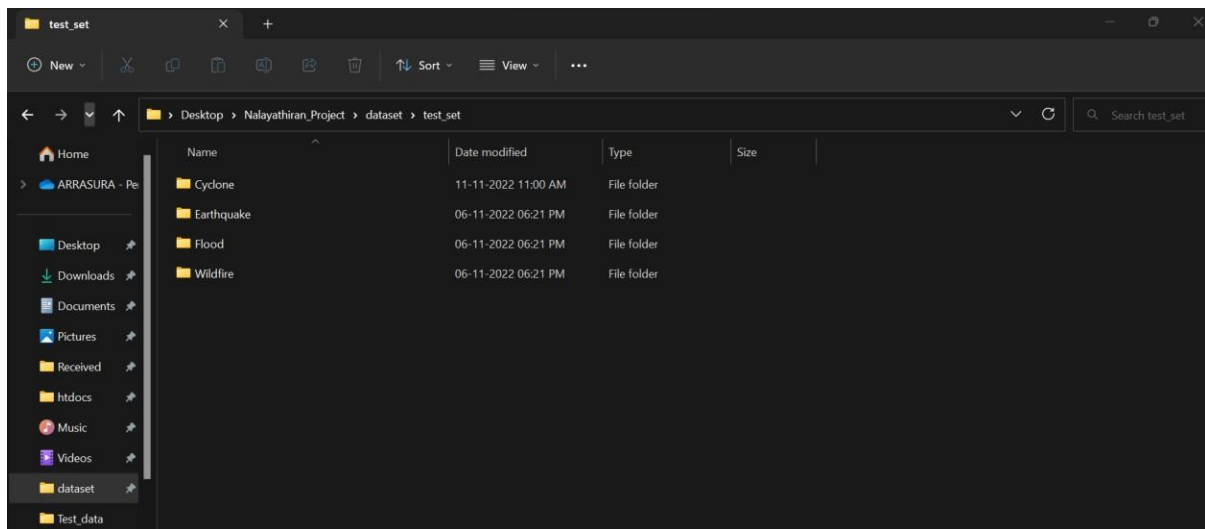 test_set
New
Sort
View
Desktop > Nalayathiran_Project > dataset > test_set
Search test_set
Home
ARRASURA - Per
Desktop
Downloads
Documents
Pictures
Received
htdocs
Music
Videos
dataset
Test_data
Name Date modified Type Size
Cyclone 11-11-2022 11:00 AM File folder
Earthquake 06-11-2022 06:21 PM File folder
Flood 06-11-2022 06:21 PM File folder
Wildfire 06-11-2022 06:21 PM File folder